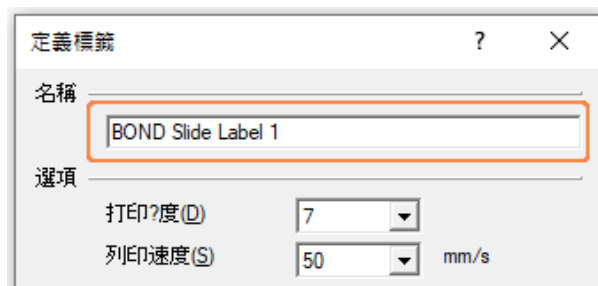 定義標籤 ?
名稱
BOND Slide Label 1
選項
打印?度(D) 7
列印速度(S) 50 mm/s